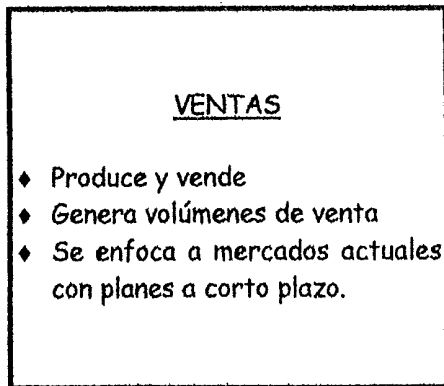 VENTAS
♦ Produce y vende
♦ Genera volúmenes de venta
♦ Se enfoca a mercados actuales
con planes a corto plazo.